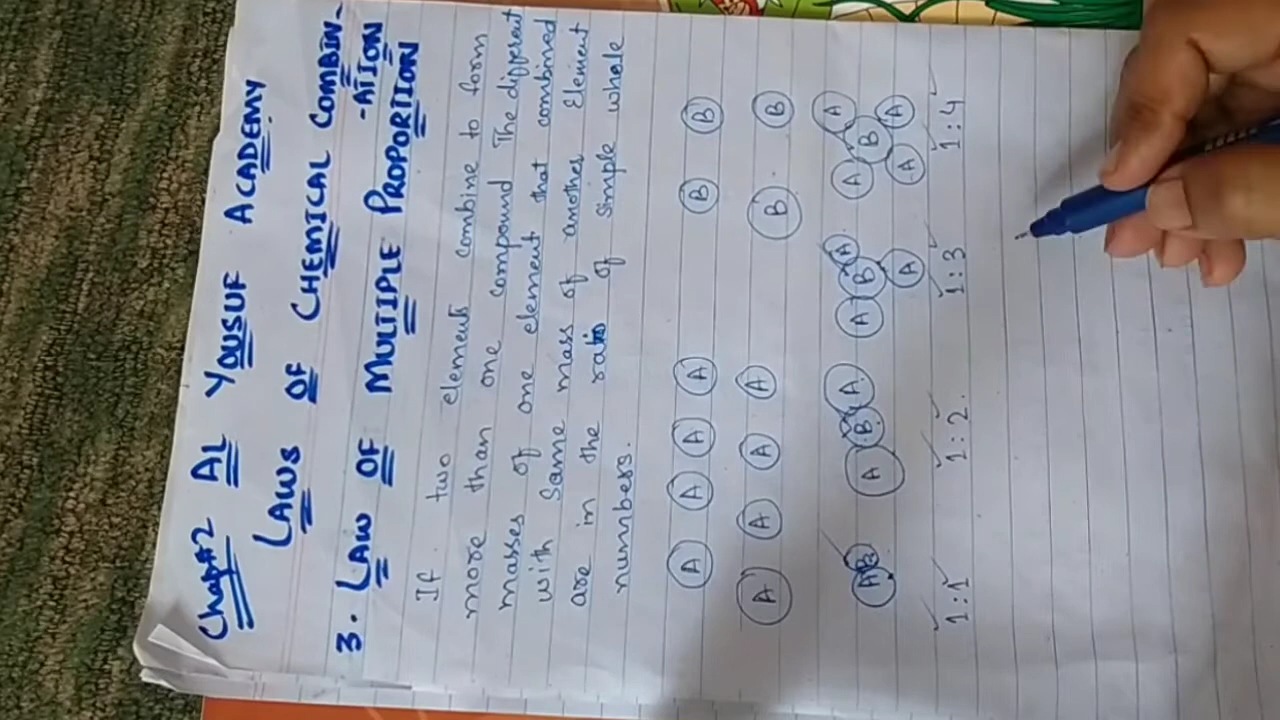 Chap#2 AL YOUSUF ACADEMY
LAWS OF CHEMICAL COMBIN-
-ATION
3. LAW OF MULTIPLE PROPORTION
If two elements combine to form
more than one compound The different
masses of one element that combined
with Same mass of another Element
are in the ratio of simple whole
numbers.
A A A A B B
A A A A B B
A B A B A A B A A A B A A A
1:1 1:2 1:3 1:4